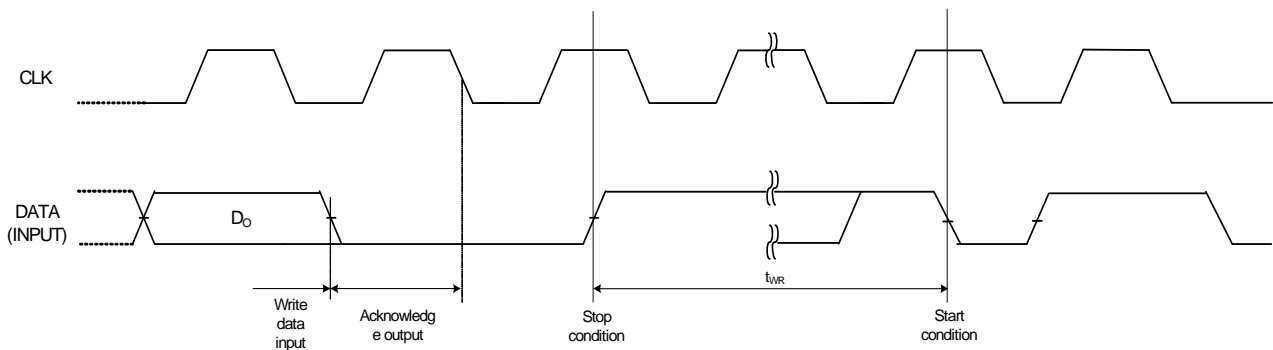 CLK
DATA
(INPUT)
DO
tWR
Write
data
input
Acknowledg
e output
Stop
condition
Start
condition